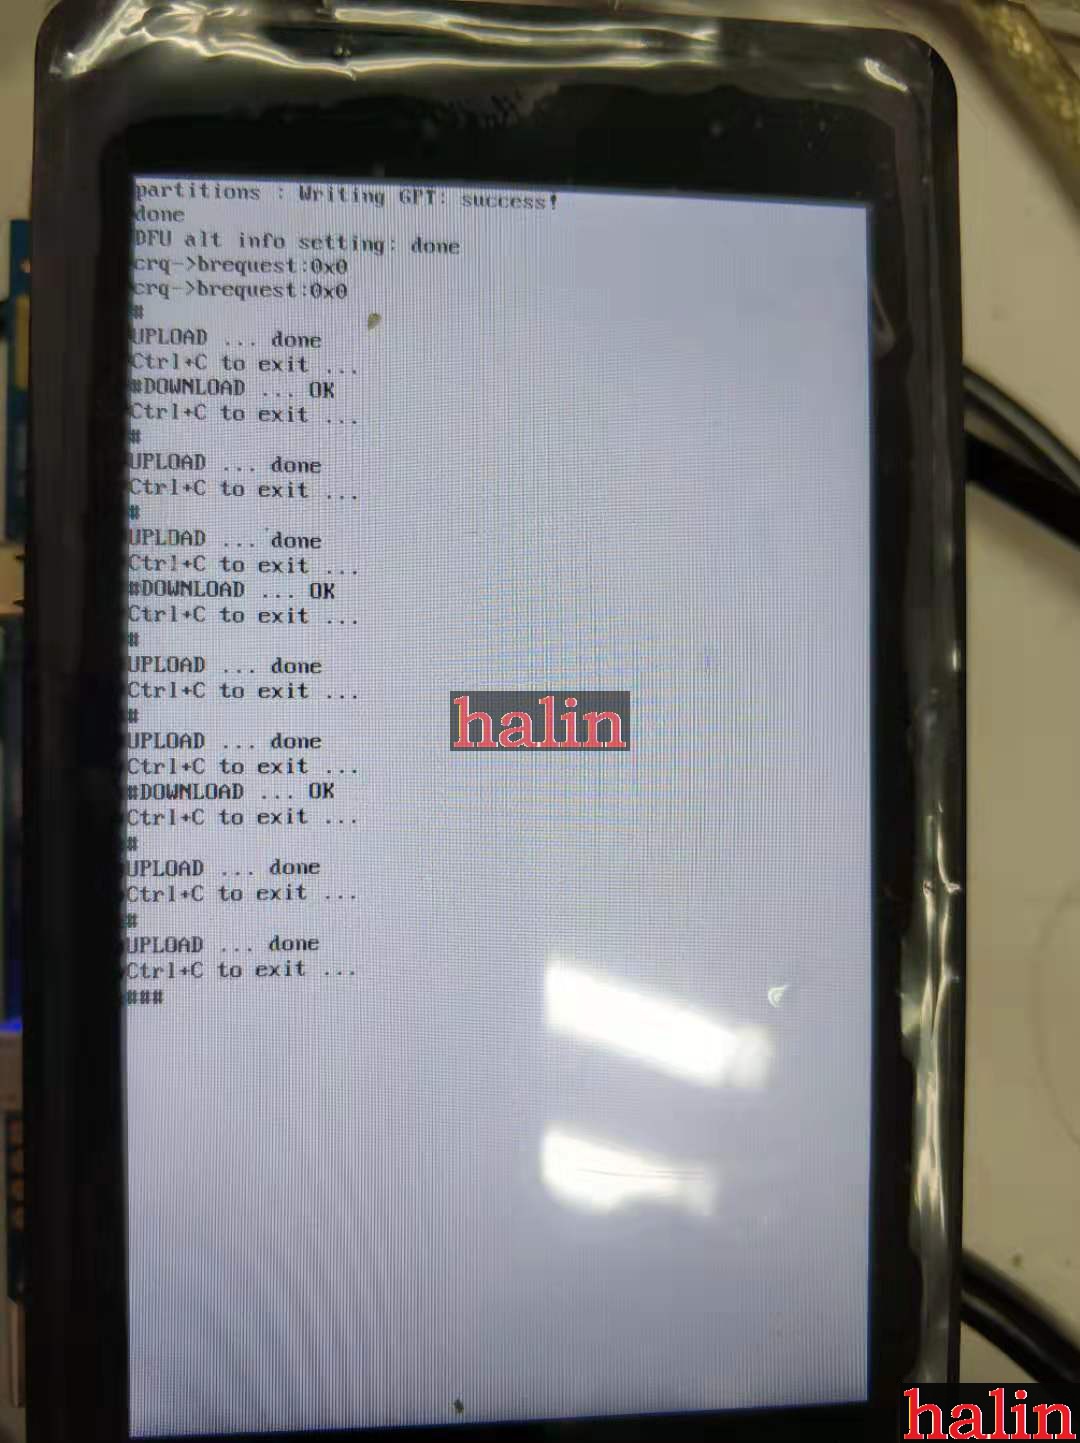 partitions : Writing GPT: success!
done
DFU alt info setting: done
crq->brequest:0x0
crq->brequest:0x0
#
UPLOAD ... done
Ctrl+C to exit ...
#DOWNLOAD ... OK
Ctrl+C to exit ...
#
UPLOAD ... done
Ctrl+C to exit ...
#
UPLOAD ... done
Ctrl+C to exit ...
#DOWNLOAD ... OK
Ctrl+C to exit ...
#
UPLOAD ... done
Ctrl+C to exit ...
#
UPLOAD ... done
Ctrl+C to exit ...
#DOWNLOAD ... OK
Ctrl+C to exit ...
#
UPLOAD ... done
Ctrl+C to exit ...
#
UPLOAD ... done
Ctrl+C to exit ...
###
halin
halin